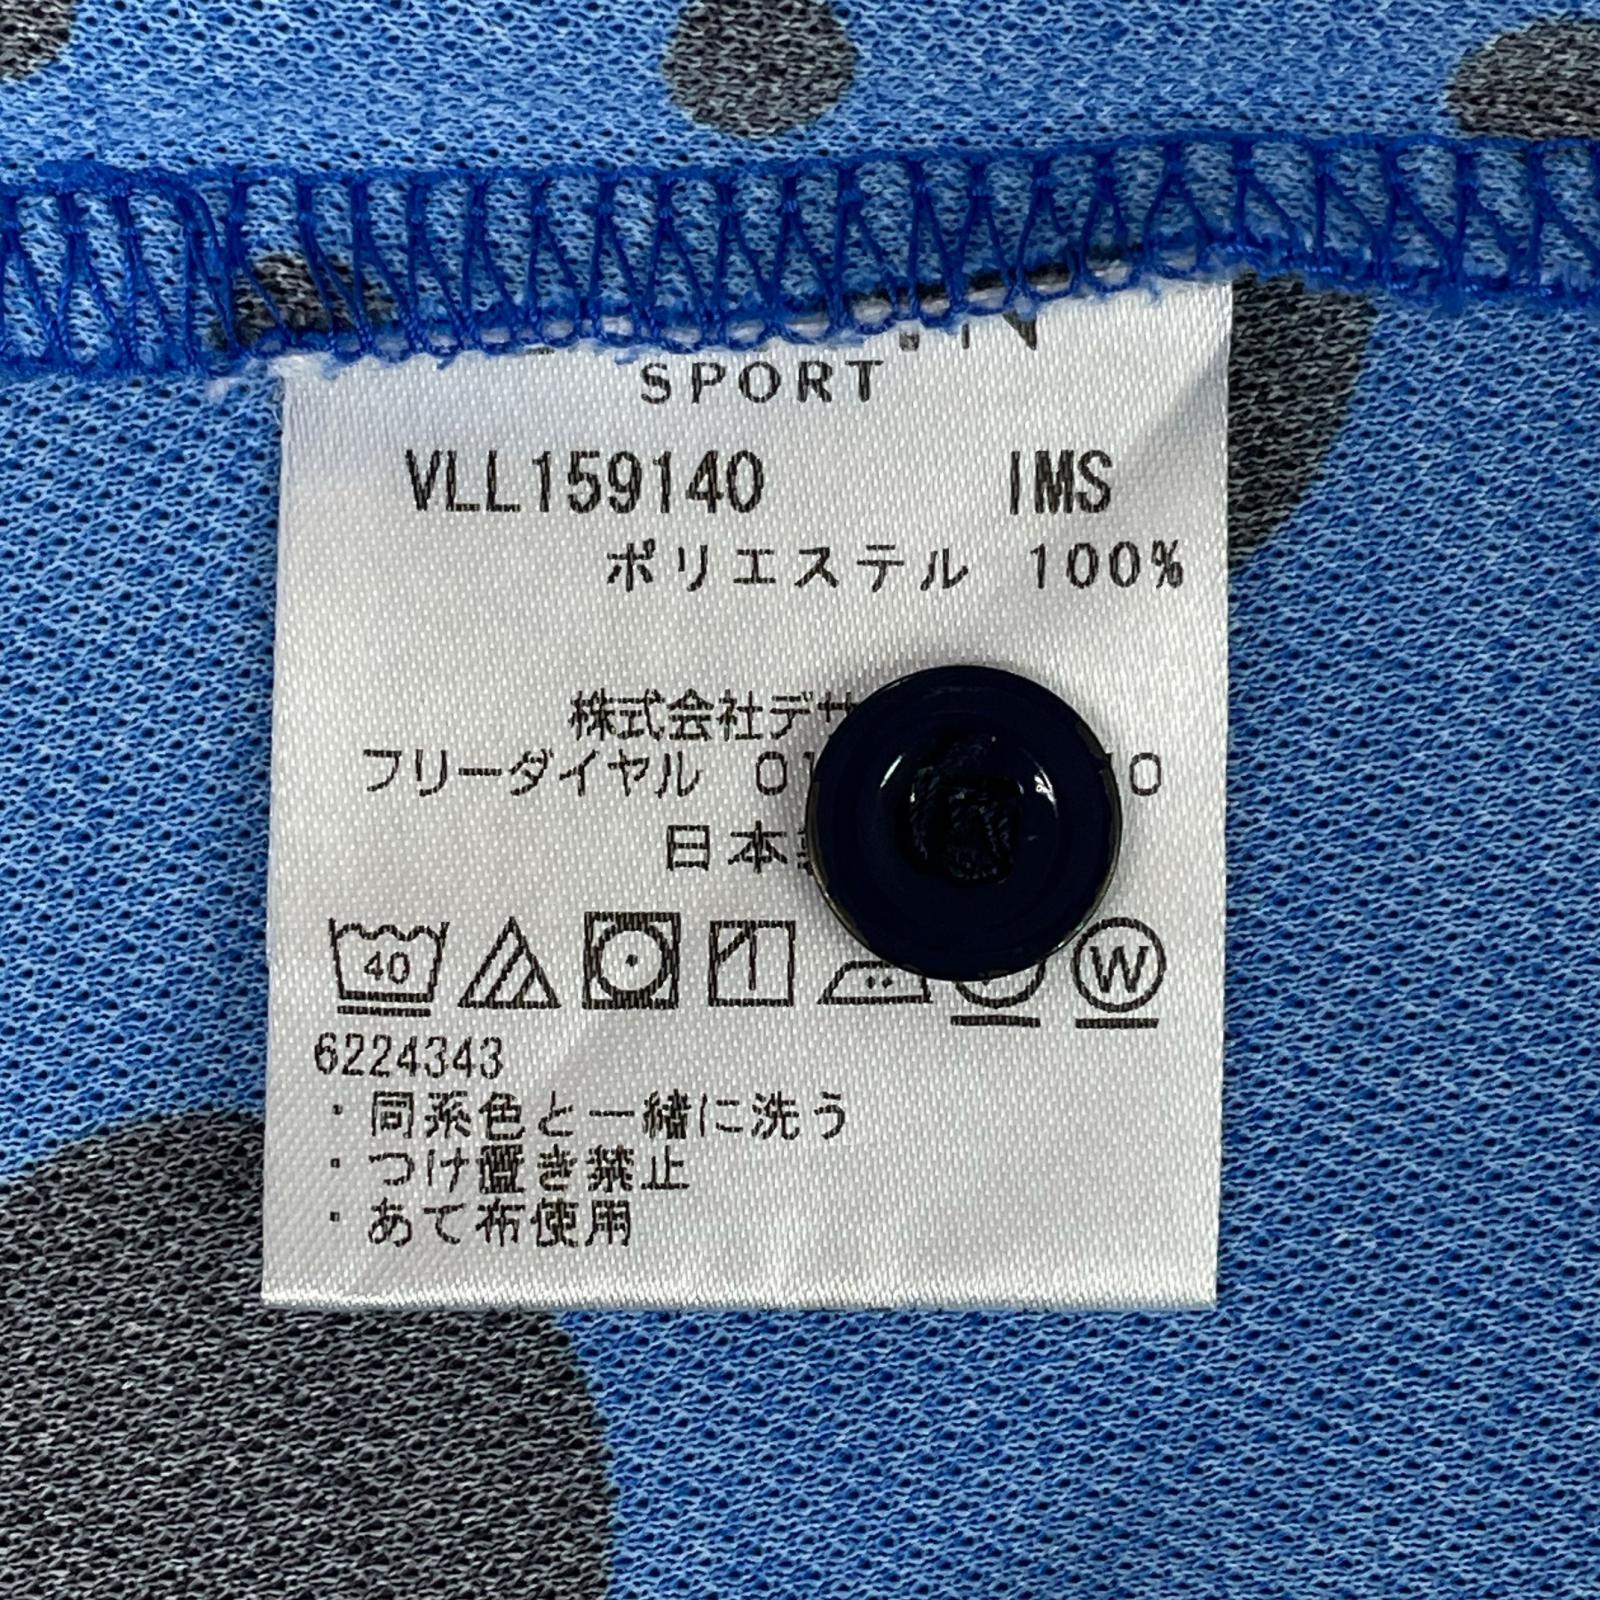 SPORT
VLL159140 IMS
ポリエステル 100%
株式会社デサ
フリーダイヤル 01 0
日本
40 W
6224343
・同系色と一緒に洗う
・つけ置き禁止
・あて布使用